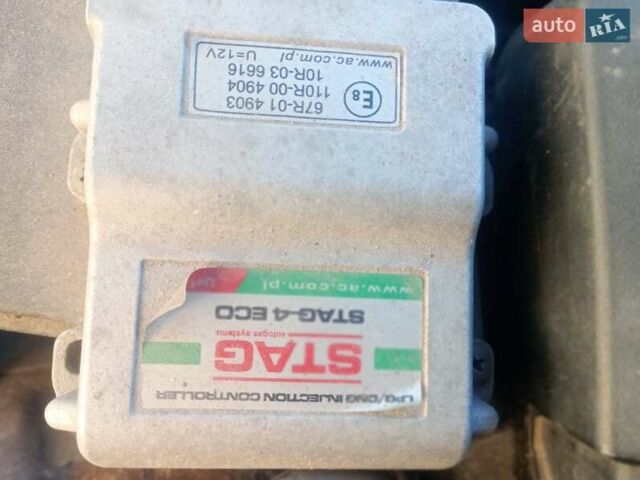 LPG/CNG INJECTION CONTROLLER
STAG
autogas systems
STAG-4 ECO
www.ac.com.pl
E8
67R-01 4903
110R-00 4904
10R-03 6616
www.ac.com.pl U=12V
auto RIA
.com